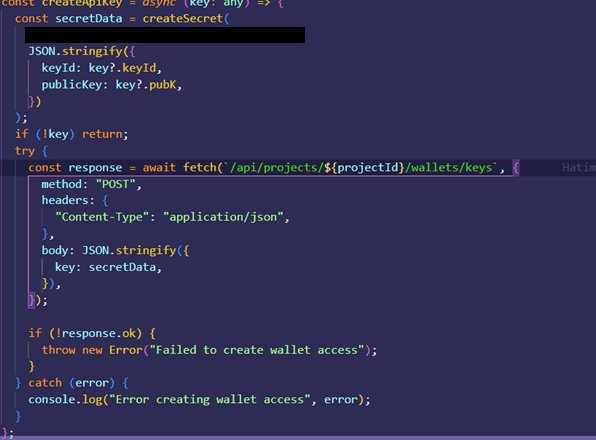 const createApiKey = async (key: any) => {
const secretData = createSecret(
JSON.stringify({
keyId: key?.keyId,
publicKey: key?.pubK,
})
);
if (!key) return;
try {
const response = await fetch(`/api/projects/${projectId}/wallets/keys`, {
Hatim
method: "POST",
headers: {
"Content-Type": "application/json",
},
body: JSON.stringify({
key: secretData,
}),
});
if (!response.ok) {
throw new Error("Failed to create wallet access");
}
} catch (error) {
console.log("Error creating wallet access", error);
}
};